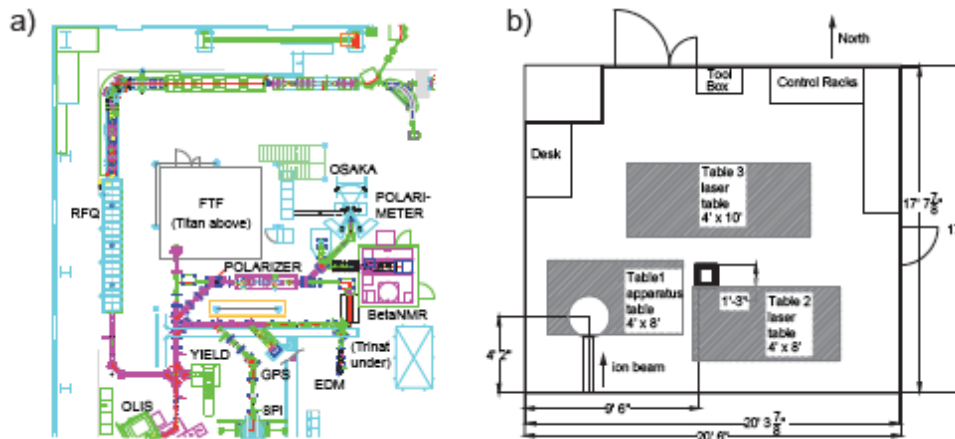 a)
RFQ
FTF
(Titan above)
OSAKA
POLARI-
METER
POLARIZER
BetaNMR
(Trinat
under)
YIELD
GPS
EDM
OLIS
SPI
b)
North
Tool
Box
Control Racks
Desk
Table 3
laser
table
4' x 10'
17' 7 7/8"
Table1
apparatus
table
4' x 8'
1'-3"
Table 2
laser
table
4' x 8'
4' 2"
ion beam
9' 6"
20' 3 7/8"
20' 6"